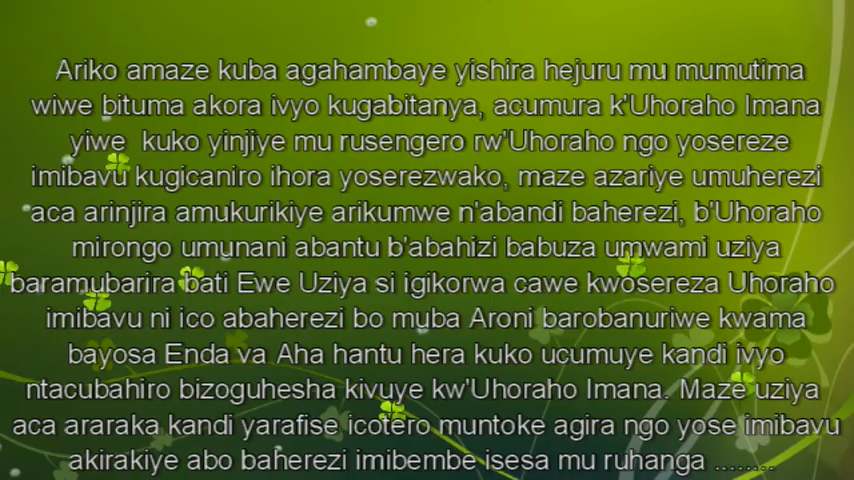 Ariko amaze kuba agahambaye yishira hejuru mu mumutima
wiwe bituma akora ivyo kugabitanya, acumura k'Uhoraho Imana
yiwe kuko yinjiye mu rusengero rw'Uhoraho ngo yosereze
imibavu kugicaniro ihora yoserezwako, maze azariye umuherezi
aca arinjira amukurikiye arikumwe n'abandi baherezi, b'Uhoraho
mirongo umunani abantu b'abahizi babuza umwami uziya
baramubarira bati Ewe Uziya si igikorwa cawe kwosereza Uhoraho
imibavu ni ico abaherezi bo muba Aroni barobanuriwe kwama
bayosa Enda va Aha hantu hera kuko ucumuye kandi ivyo
ntacubahiro bizoguhesha kivuye kw'Uhoraho Imana. Maze uziya
aca araraka kandi yarafise icotero muntoke agira ngo yose imibavu
akirakiye abo baherezi imibembe isesa mu ruhanga ........